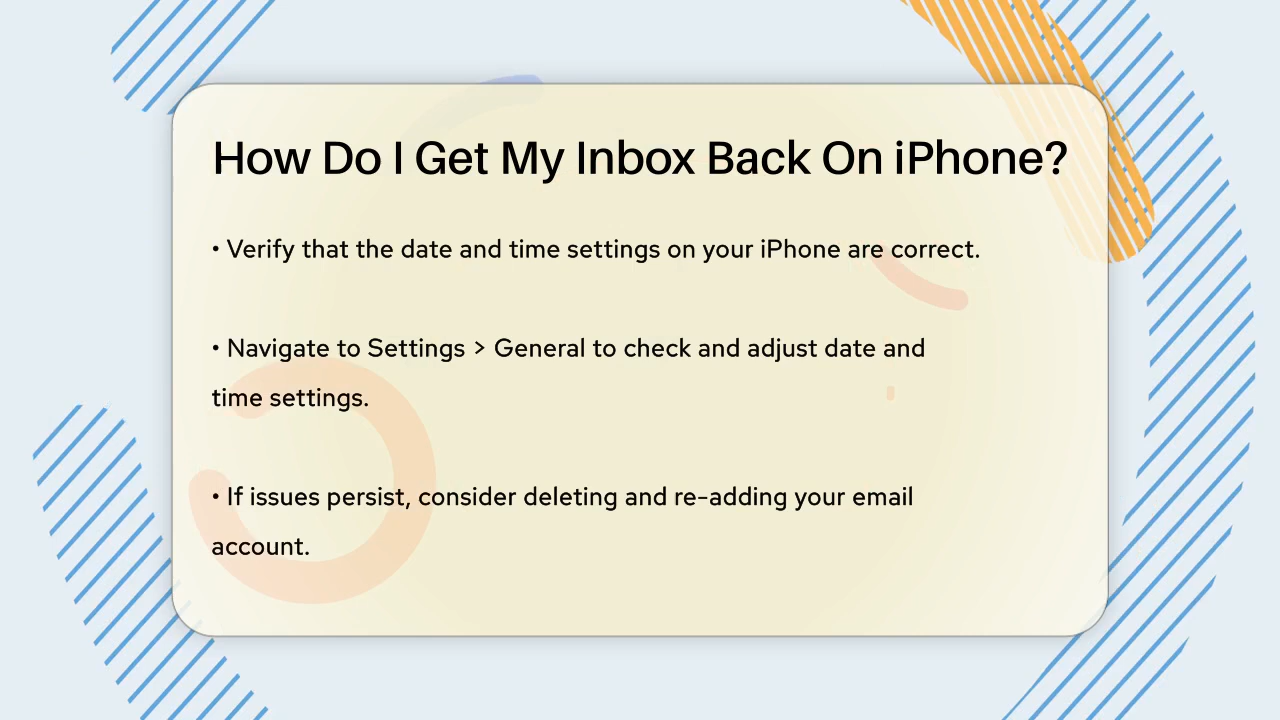 How Do I Get My Inbox Back On iPhone?
• Verify that the date and time settings on your iPhone are correct.
• Navigate to Settings > General to check and adjust date and
time settings.
• If issues persist, consider deleting and re-adding your email
account.